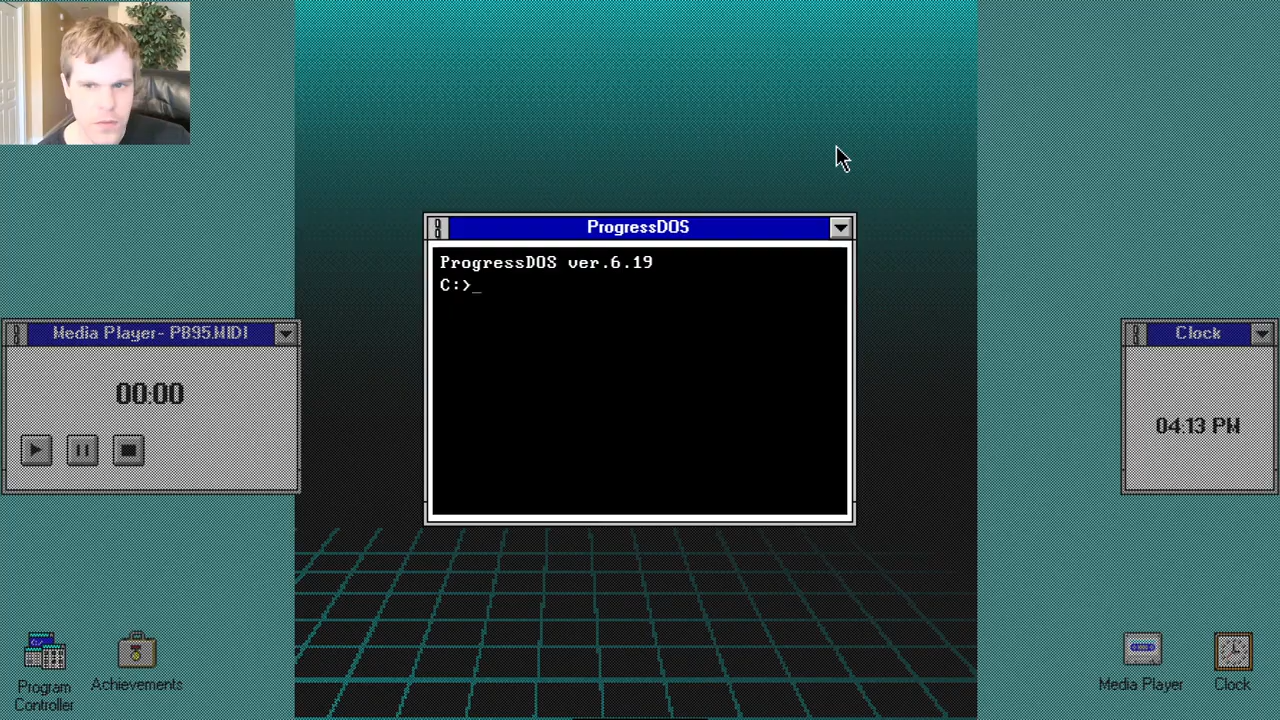 ProgressDOS
ProgressDOS ver.6.19
C:>_
Media Player- PB95.MIDI
00:00
Clock
04.13 PM
Program
Controller
Achievements
Media Player
Clock